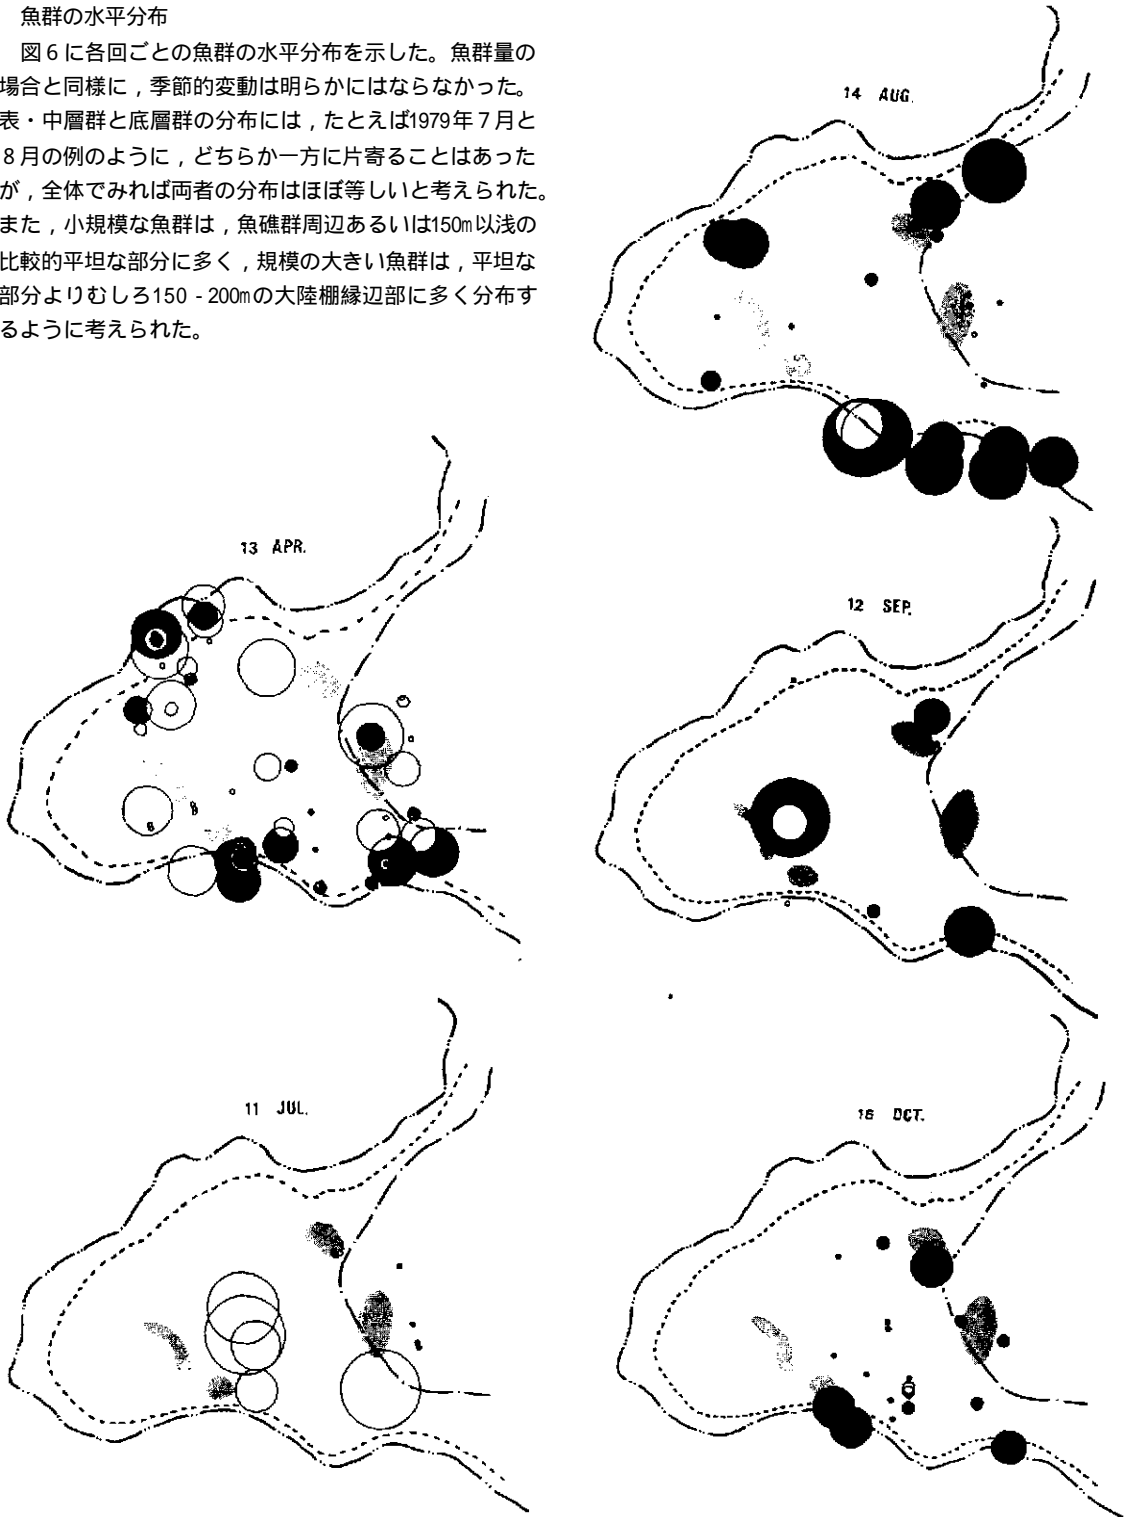 魚群の水平分布
図6に各回ごとの魚群の水平分布を示した。魚群量の
場合と同様に，季節的変動は明らかにはならなかった。
表・中層群と底層群の分布には，たとえば1979年7月と
8月の例のように，どちらか一方に片寄ることはあった
が，全体でみれば両者の分布はほぼ等しいと考えられた。
また，小規模な魚群は，魚礁群周辺あるいは150m以浅の
比較的平坦な部分に多く，規模の大きい魚群は，平坦な
部分よりむしろ150 - 200mの大陸棚縁辺部に多く分布す
るように考えられた。
13 APR.
11 JUL.
14 AUG.
12 SEP.
16 OCT.